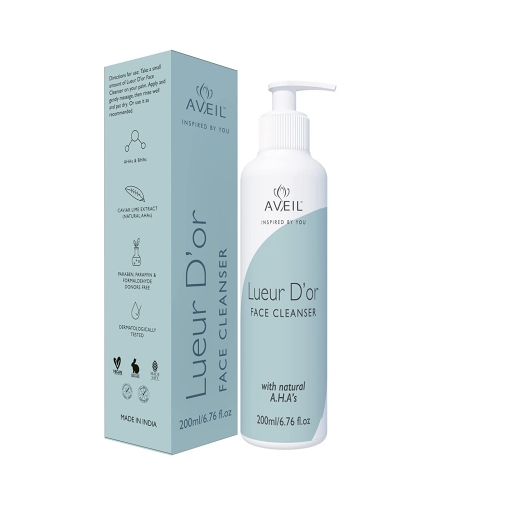 Directions for use: Take a small
amount of Lueur D'or Face
Cleanser on your palm. Apply and
gently massage, then rinse well
and pat dry. Or use it as
recommended.
AHAs & BHAs
CAVIAR LIME EXTRACT
(NATURAL AHAs)
PARABEN, PARAFFIN &
FORMALDEHYDE
DONORS FREE
DERMATOLOGICALLY
TESTED
VEGAN
MADE IN INDIA
AVEIL
INSPIRED BY YOU
Lueur D'or
FACE CLEANSER
200ml/6.76 fl.oz
AVEIL
INSPIRED BY YOU
Lueur D'or
FACE CLEANSER
with natural
A.H.A's
200ml/6.76 fl.oz